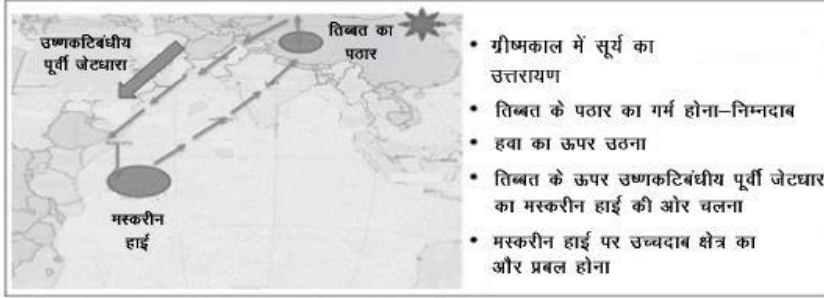 उष्णकटिबंधीय
पूर्वी जेटधारा
तिब्बत का
पठार
मस्करीन
हाई
• ग्रीष्मकाल में सूर्य का
उत्तरायण
• तिब्बत के पठार का गर्म होना–निम्नदाब
• हवा का ऊपर उठना
• तिब्बत के ऊपर उष्णकटिबंधीय पूर्वी जेटधार
का मस्करीन हाई की ओर चलना
• मस्करीन हाई पर उच्चदाब क्षेत्र का
और प्रबल होना